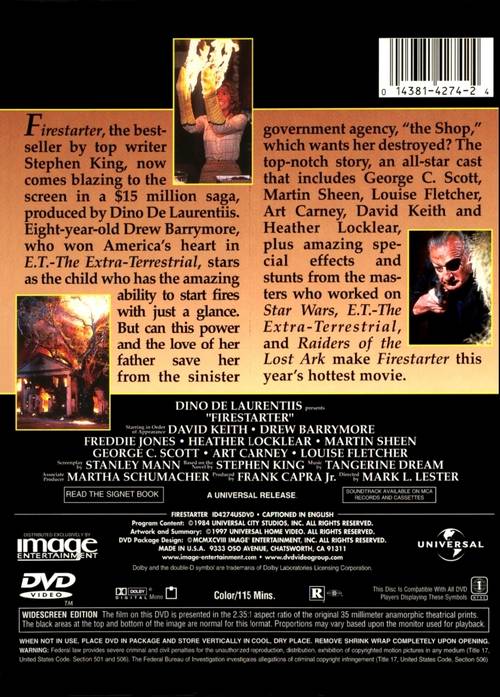 0 14381-4274-2 4
Firestarter, the best-
seller by top writer
Stephen King, now
comes blazing to the
screen in a $15 million saga,
produced by Dino De Laurentiis.
Eight-year-old Drew Barrymore,
who won America's heart in
E.T.-The Extra-Terrestrial, stars
as the child who has the amazing
ability to start fires
with just a glance.
But can this power
and the love of her
father save her
from the sinister
government agency, "the Shop,"
which wants her destroyed? The
top-notch story, an all-star cast
that includes George C. Scott,
Martin Sheen, Louise Fletcher,
Art Carney, David Keith and
Heather Locklear,
plus amazing spe-
cial effects and
stunts from the mas-
ters who worked on
Star Wars, E.T.-The
Extra-Terrestrial,
and Raiders of the
Lost Ark make Firestarter this
year's hottest movie.
DINO DE LAURENTIIS presents
"FIRESTARTER"
Starring in Order of Appearance DAVID KEITH • DREW BARRYMORE
FREDDIE JONES • HEATHER LOCKLEAR • MARTIN SHEEN
GEORGE C. SCOTT • ART CARNEY • LOUISE FLETCHER
Screenplay by STANLEY MANN Based on the Novel by STEPHEN KING Music by TANGERINE DREAM
Associate Producer MARTHA SCHUMACHER Produced by FRANK CAPRA Jr. Directed by MARK L. LESTER
READ THE SIGNET BOOK
A UNIVERSAL RELEASE
SOUNDTRACK AVAILABLE ON MCA
RECORDS AND CASSETTES
FIRESTARTER ID4274USDVD • CAPTIONED IN ENGLISH
Program Content: ©1984 UNIVERSAL CITY STUDIOS, INC. ALL RIGHTS RESERVED.
Artwork and Summary: ©1997 UNIVERSAL HOME VIDEO. ALL RIGHTS RESERVED.
DVD Package Design: ©MCMXCVIII IMAGE ENTERTAINMENT, INC. ALL RIGHTS RESERVED.
MADE IN U.S.A. 9333 OSO AVENUE, CHATSWORTH, CA 91311
www.image-entertainment.com • www.dvdvideogroup.com
Dolby and the double-D symbol are trademarks of Dolby Laboratories Licensing Corporation.
DISTRIBUTED EXCLUSIVELY BY
image
ENTERTAINMENT
UNIVERSAL
DVD
VIDEO
TM
DOLBY
DIGITAL Mono
Color/115 Mins.
R
This Disc Is Compatible With All DVD
Players Displaying These Symbols
1
WIDESCREEN EDITION The film on this DVD is presented in the 2.35:1 aspect ratio of the original 35 millimeter anamorphic theatrical prints.
The black areas at the top and bottom of the image are normal for this format. Proportions may vary based upon the monitor used for playback.
WHEN NOT IN USE, PLACE DVD IN PACKAGE AND STORE VERTICALLY IN COOL, DRY PLACE. REMOVE SHRINK WRAP COMPLETELY UPON OPENING.
WARNING: Federal law provides severe criminal and civil penalties for the unauthorized reproduction, distribution, exhibition of copyrighted motion pictures in any medium (Title 17,
United States Code, Section 501 and 506). The Federal Bureau of Investigation investigates allegations of criminal copyright infringement (Title 17, United States Code, Section 506)